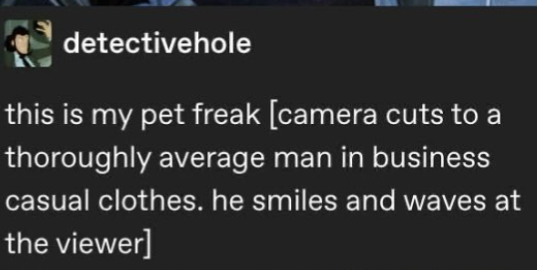 detectivehole
this is my pet freak [camera cuts to a
thoroughly average man in business
casual clothes. he smiles and waves at
the viewer]